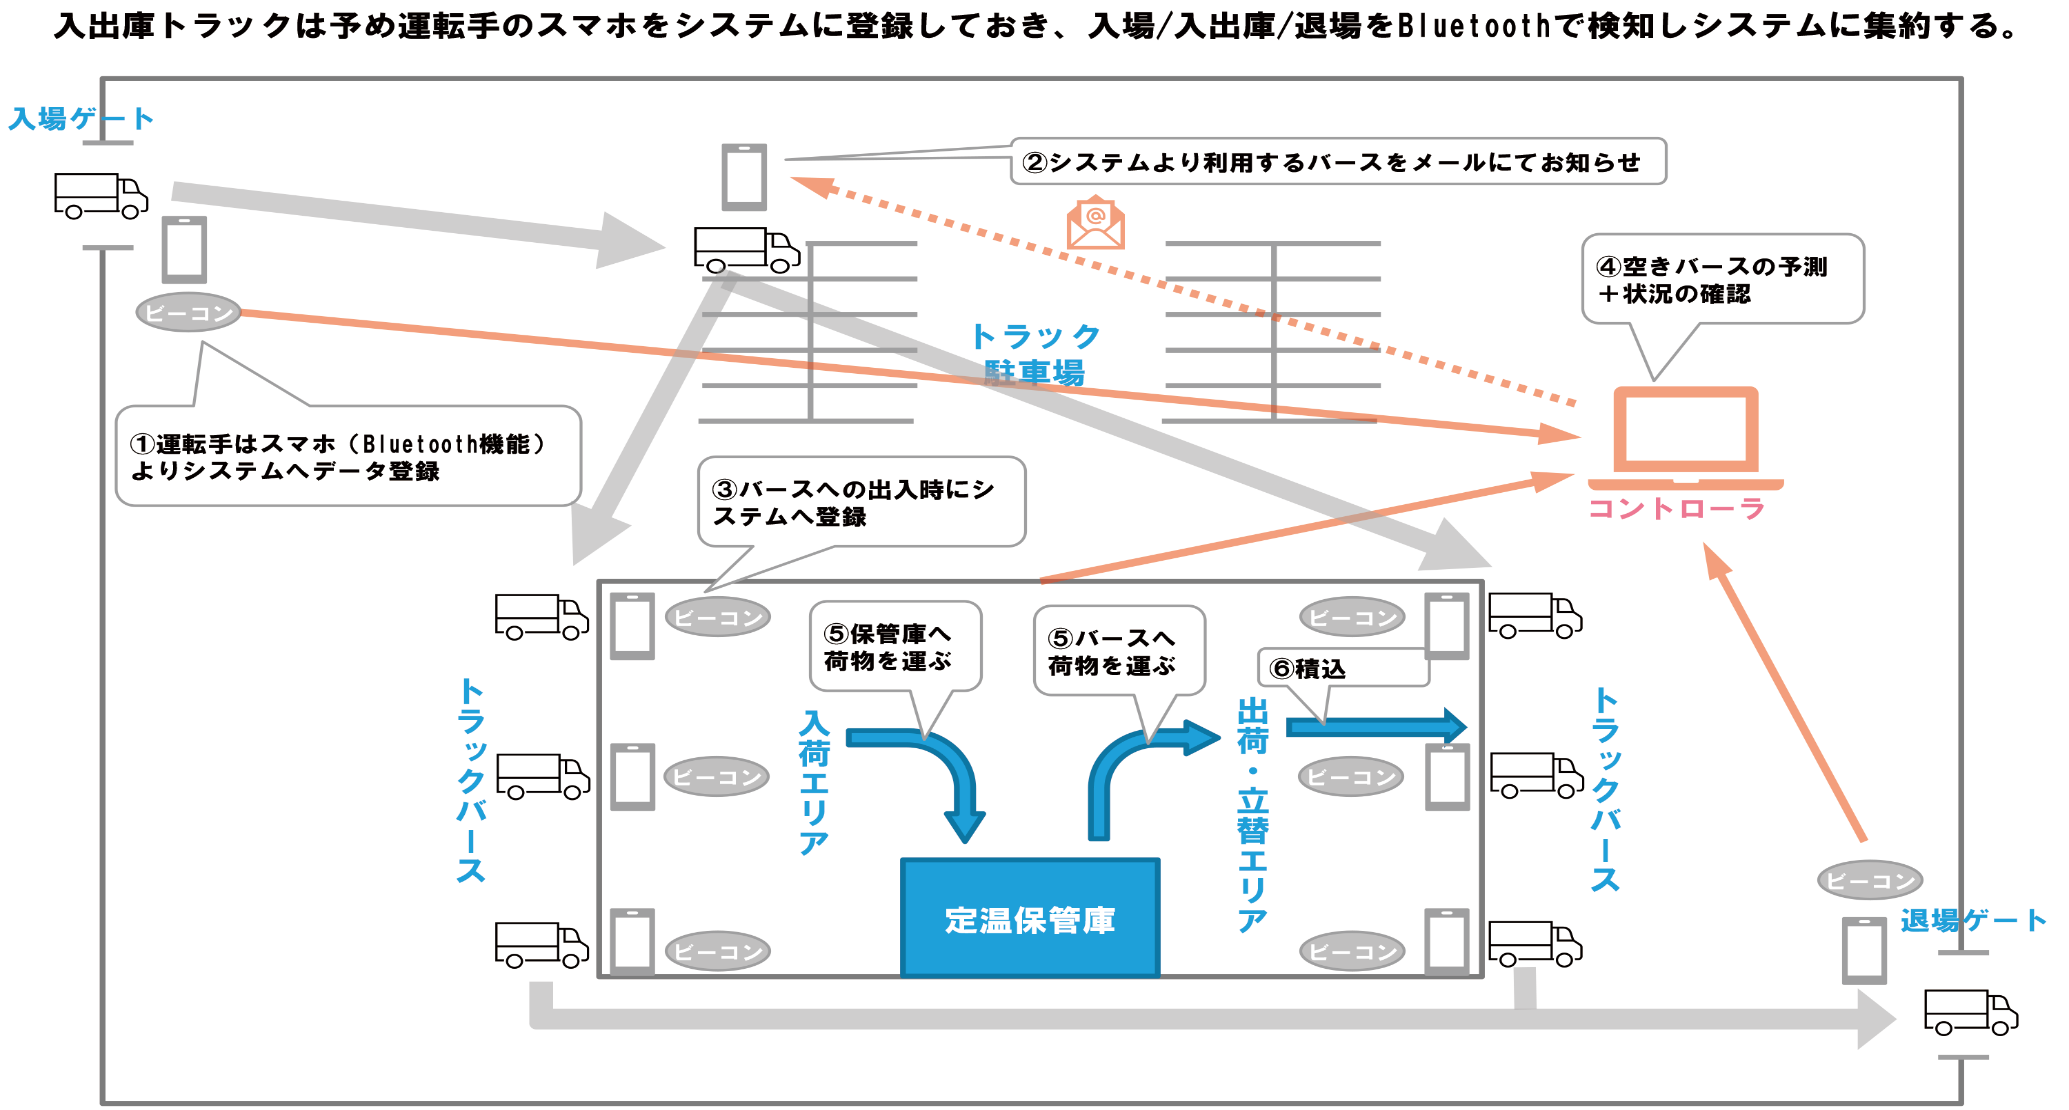 入出庫トラックは予め運転手のスマホをシステムに登録しておき、入場/入出庫/退場をBluetoothで検知しシステムに集約する。
入場ゲート
②システムより利用するバースをメールにてお知らせ
@
④空きバースの予測
＋状況の確認
ビーコン
トラック
駐車場
①運転手はスマホ（Bluetooth機能）
よりシステムへデータ登録
③バースへの出入時にシ
ステムへ登録
コントローラ
ビーコン
⑤保管庫へ
荷物を運ぶ
⑤バースへ
荷物を運ぶ
ビーコン
⑥積込
トラックバース
入荷エリア
出荷・立替エリア
トラックバース
ビーコン
ビーコン
ビーコン
退場ゲート
定温保管庫
ビーコン
ビーコン